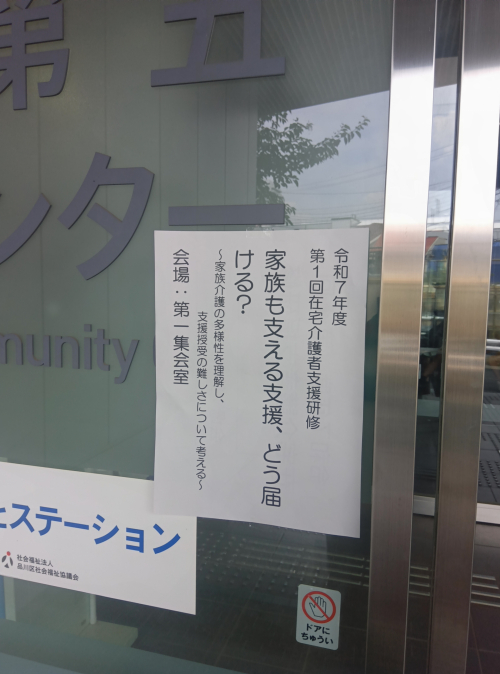 第五
ンター
munity
令和7年度
第1回在宅介護者支援研修
家族も支える支援、どう届
ける?
~家族介護の多様性を理解し、
支援授受の難しさについて考える~
会場:第一集会室
ステーション
社会福祉法人
品川区社会福祉協議会
ドアに
ちゅうい